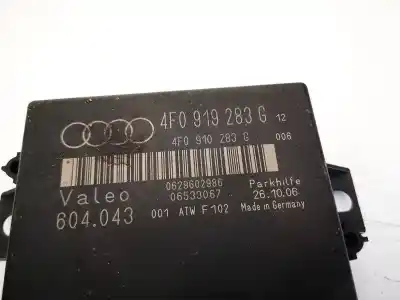 4F0 919 283 G 12
4F0 910 283 G 006
Valeo 0628602986 Parkhilfe
06533067 26.10.06
604.043 001 ATW F102 Made in Germany